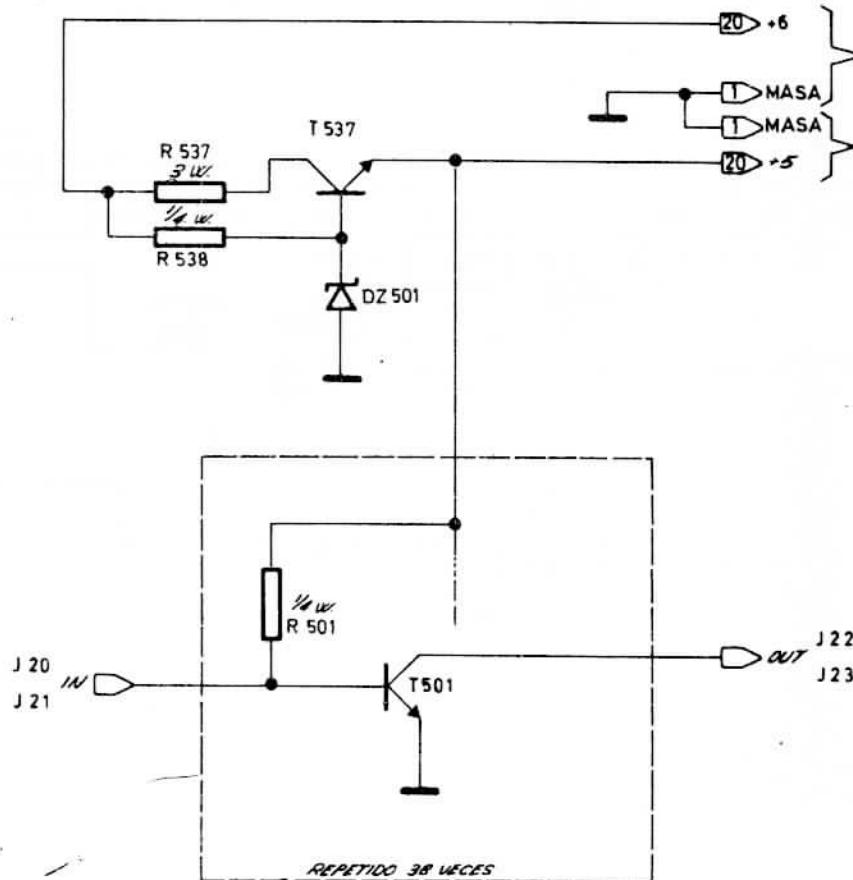 20 +6
1 MASA
T 537
1 MASA
R 537
3 W.
20 +5
1/4 W.
R 538
DZ 501
1/4 W.
R 501
J 20
IN
J 21
T501
OUT
J 22
J 23
REPETIDO 38 VECES